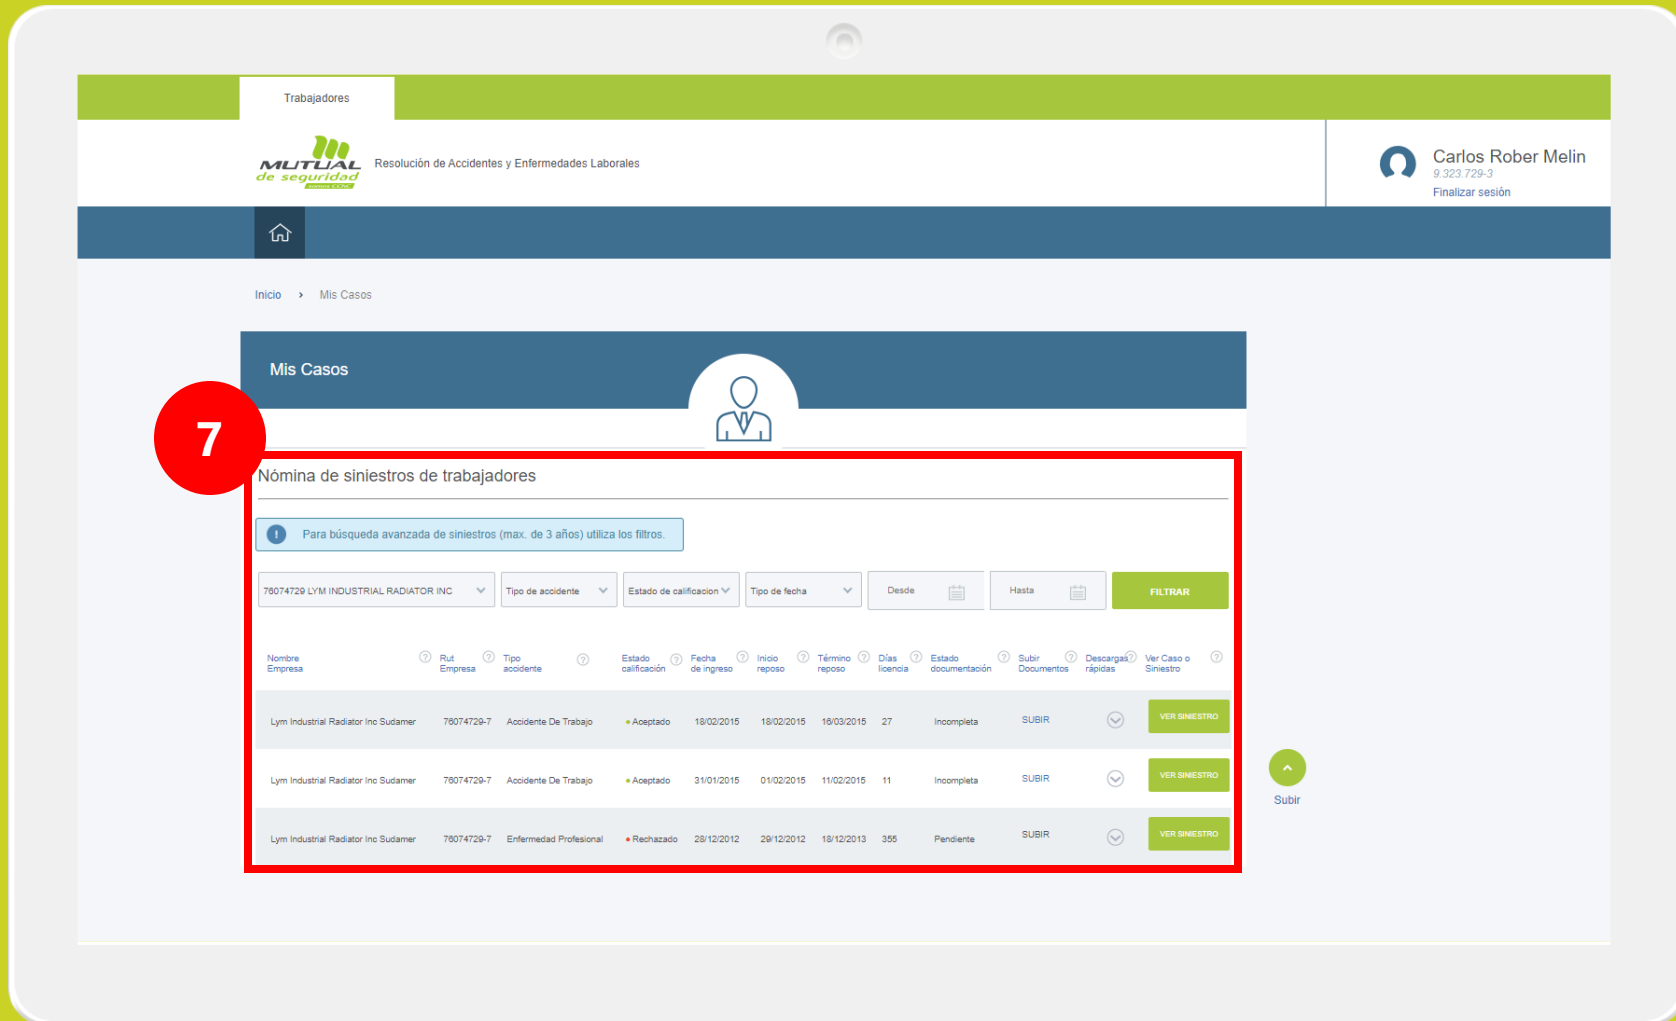 Trabajadores
MUTUAL
de seguridad
somos CChC
Resolución de Accidentes y Enfermedades Laborales
Carlos Rober Melin
9.323.729-3
Finalizar sesión
Inicio > Mis Casos
Mis Casos
7
Nómina de siniestros de trabajadores
! Para búsqueda avanzada de siniestros (max. de 3 años) utiliza los filtros.
76074729 LYM INDUSTRIAL RADIATOR INC Tipo de accidente Estado de calificacion Tipo de fecha Desde Hasta FILTRAR
Nombre Empresa ? Rut Empresa ? Tipo accidente ? Estado calificación ? Fecha de ingreso ? Inicio reposo ? Término reposo ? Días licencia ? Estado documentación ? Subir Documentos ? Descargas rápidas ? Ver Caso o Siniestro ?
Lym Industrial Radiator Inc Sudamer 76074729-7 Accidente De Trabajo Aceptado 18/02/2015 18/02/2015 16/03/2015 27 Incompleta SUBIR VER SINIESTRO
Lym Industrial Radiator Inc Sudamer 76074729-7 Accidente De Trabajo Aceptado 31/01/2015 01/02/2015 11/02/2015 11 Incompleta SUBIR VER SINIESTRO
Lym Industrial Radiator Inc Sudamer 76074729-7 Enfermedad Profesional Rechazado 28/12/2012 29/12/2012 18/12/2013 355 Pendiente SUBIR VER SINIESTRO
Subir